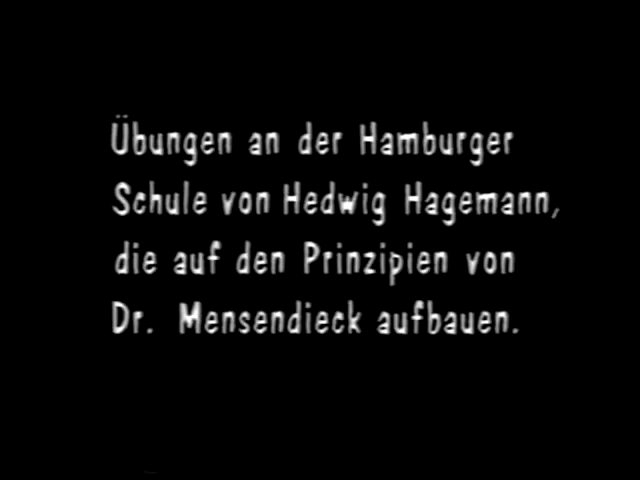 Übungen an der Hamburger
Schule von Hedwig Hagemann,
die auf den Prinzipien von
Dr. Mensendieck aufbauen.